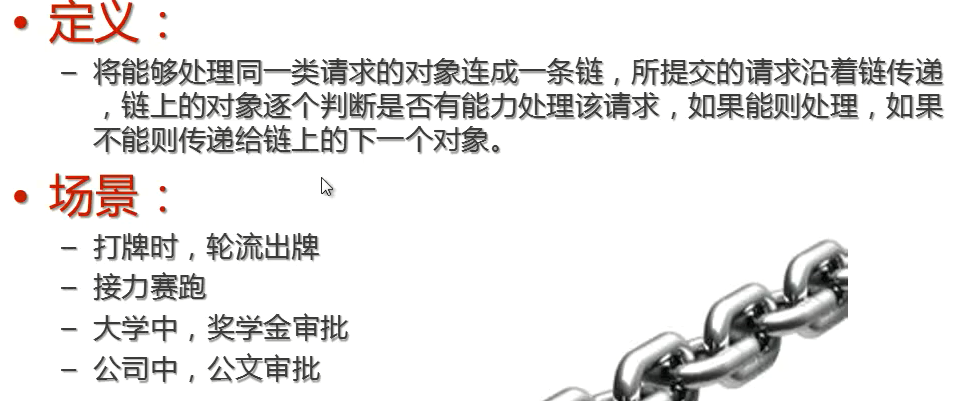 • 定义：
– 将能够处理同一类请求的对象连成一条链，所提交的请求沿着链传递
，链上的对象逐个判断是否有能力处理该请求，如果能则处理，如果
不能则传递给链上的下一个对象。
• 场景：
– 打牌时，轮流出牌
– 接力赛跑
– 大学中，奖学金审批
– 公司中，公文审批